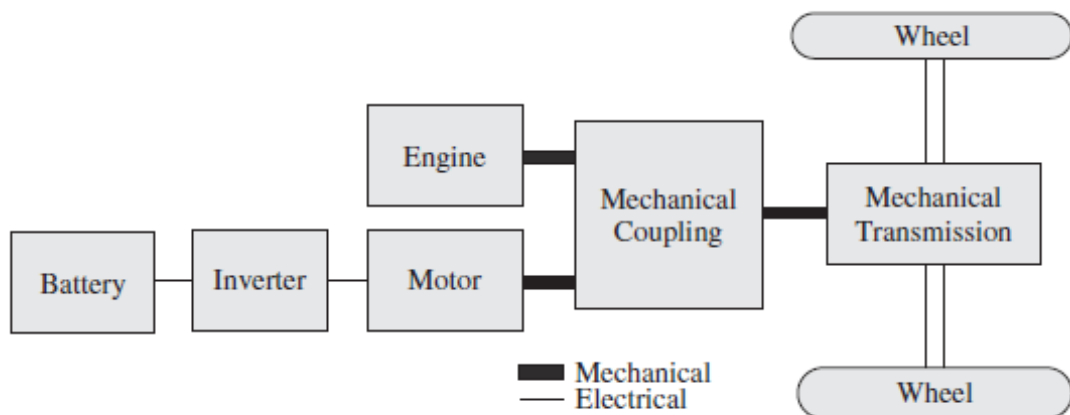 Wheel
Engine
Mechanical
Coupling
Mechanical
Transmission
Battery
Inverter
Motor
Mechanical
Electrical
Wheel